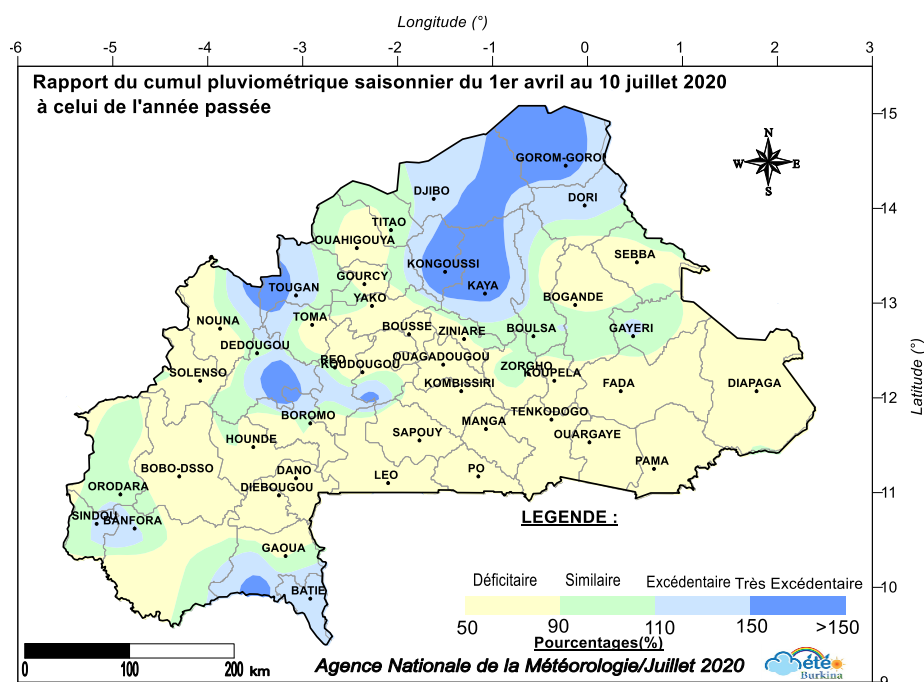 Longitude (°)
-6 -5 -4 -3 -2 -1 0 1 2 3
Rapport du cumul pluviométrique saisonnier du 1er avril au 10 juillet 2020
à celui de l'année passée
15
N
W E
S
GOROM-GOROM
DJIBO
DORI
14
TITAO
OUAHIGOUYA
SEBBA
KONGOUSSI
GOURCY
KAYA
TOUGAN
YAKO
BOGANDE
13
NOUNA
TOMA
BOUSSE
ZINIARE
BOULSA
GAYERI
DEDOUGOU
OUAGADOUGOU
REO
KOUDOUGOU
ZORGHO
KOUPELA
SOLENSO
KOMBISSIRI
FADA
DIAPAGA
12
Latitude (°)
BOROMO
MANGA
TENKODOGO
HOUNDE
SAPOUY
OUARGAYE
BOBO-DSSO
DANO
LEO
PO
PAMA
ORODARA
DIEBOUGOU
11
SINDOU
BANFORA
LEGENDE :
GAOUA
BATIE
Déficitaire Similaire Excédentaire Très Excédentaire
10
50 90 110 150 >150
Pourcentages(%)
0 100 200 km
Agence Nationale de la Météorologie/Juillet 2020
Météo
Burkina
9